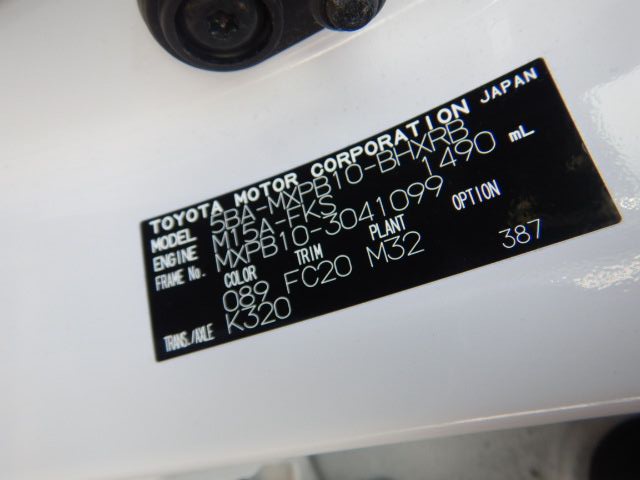 TOYOTA MOTOR CORPORATION JAPAN
MODEL 5BA-MXPB10-BHXRB
ENGINE M15A-FKS 1490 mL
FRAME No. MXPB10-3041099
COLOR TRIM PLANT OPTION
089 FC20 M32 387
TRANS./AXLE K320